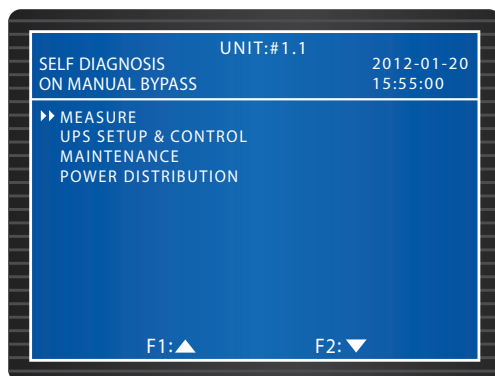 UNIT:#1.1
SELF DIAGNOSIS 2012-01-20
ON MANUAL BYPASS 15:55:00
MEASURE
UPS SETUP & CONTROL
MAINTENANCE
POWER DISTRIBUTION
F1: F2: